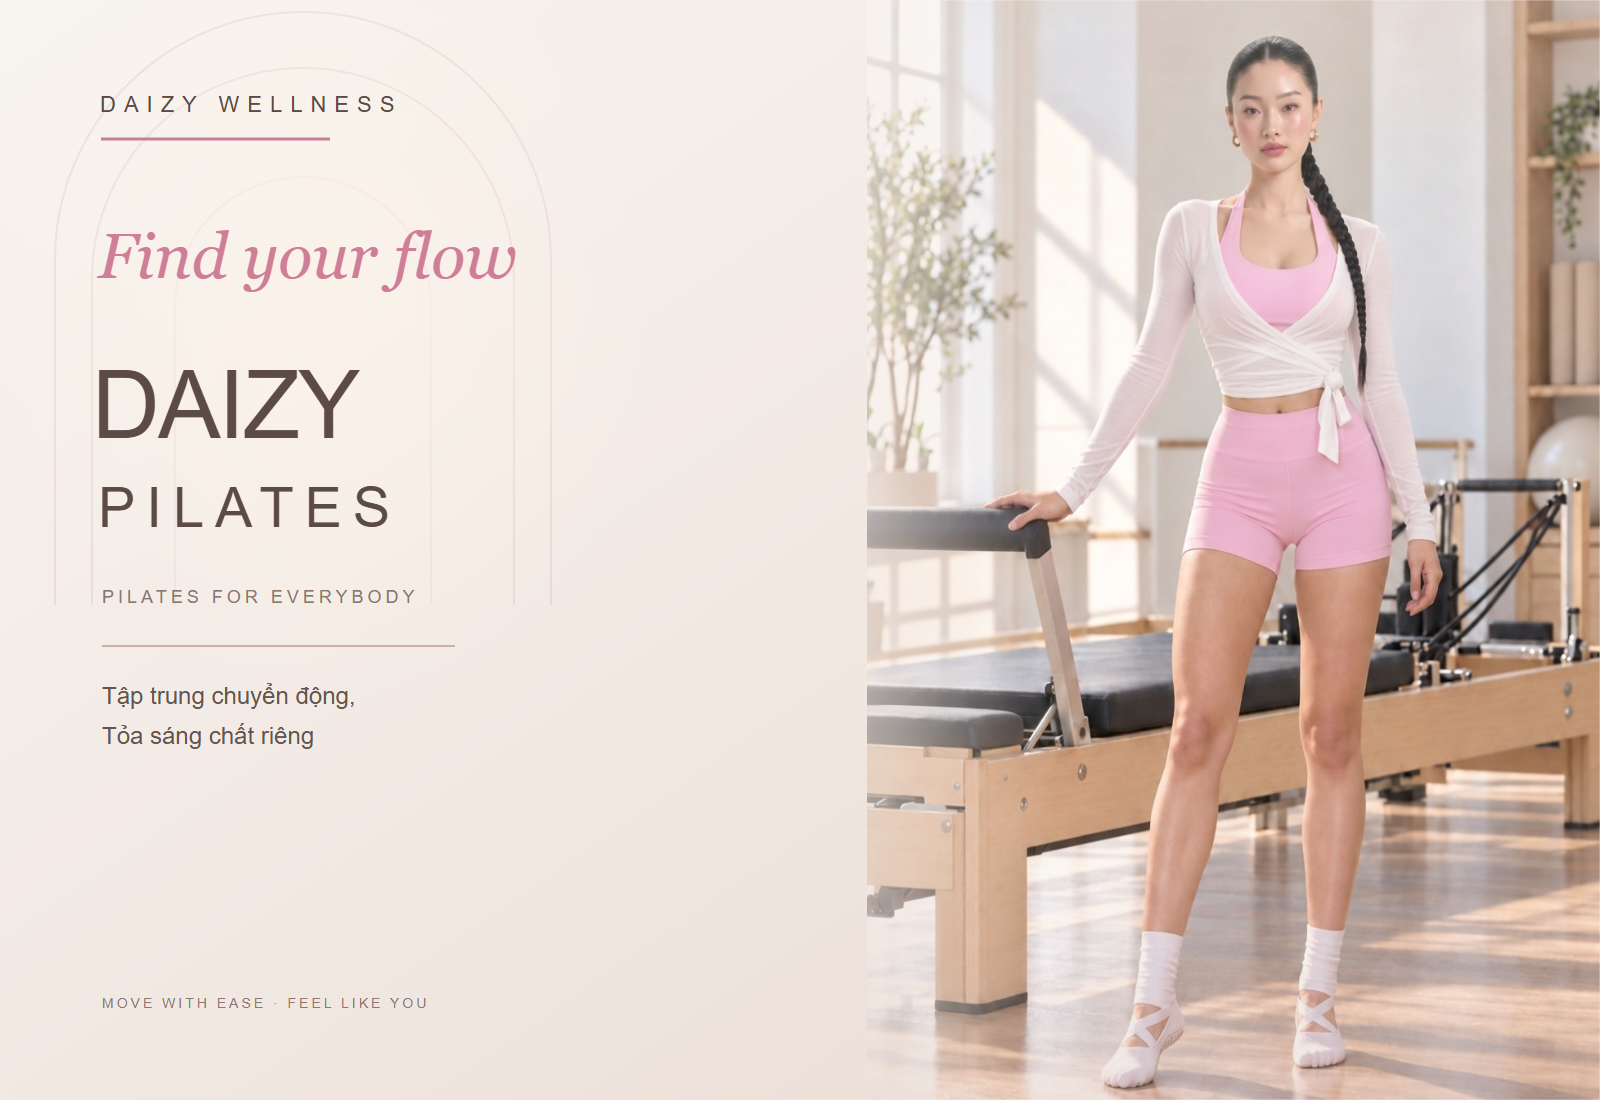 DAIZY WELLNESS
Find your flow
DAIZY
PILATES
PILATES FOR EVERYBODY
Tập trung chuyển động,
Tỏa sáng chất riêng
MOVE WITH EASE · FEEL LIKE YOU